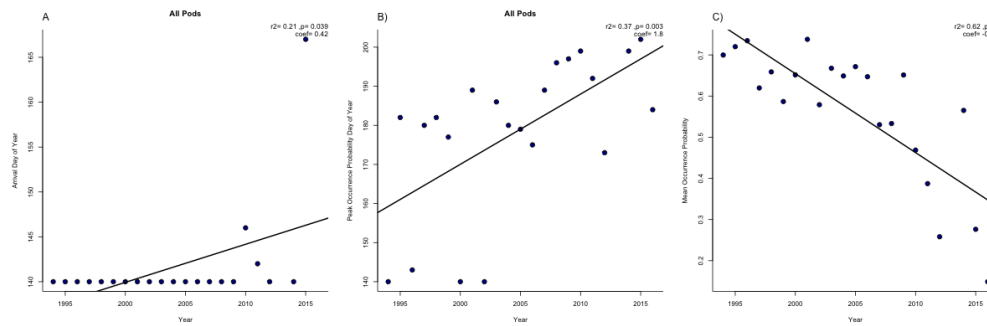 A
All Pods
r2= 0.21 ,p= 0.039
coef= 0.42
Arrival Day of Year
165
160
155
150
145
140
1995
2000
2005
2010
2015
Year
B)
All Pods
r2= 0.37 ,p= 0.003
coef= 1.8
Peak Occurrence Probability Day of Year
200
190
180
170
160
150
140
1995
2000
2005
2010
2015
Year
C)
r2= 0.62 ,p
coef= -0
Mean Occurrence Probability
0.7
0.6
0.5
0.4
0.3
0.2
1995
2000
2005
2010
2015
Year